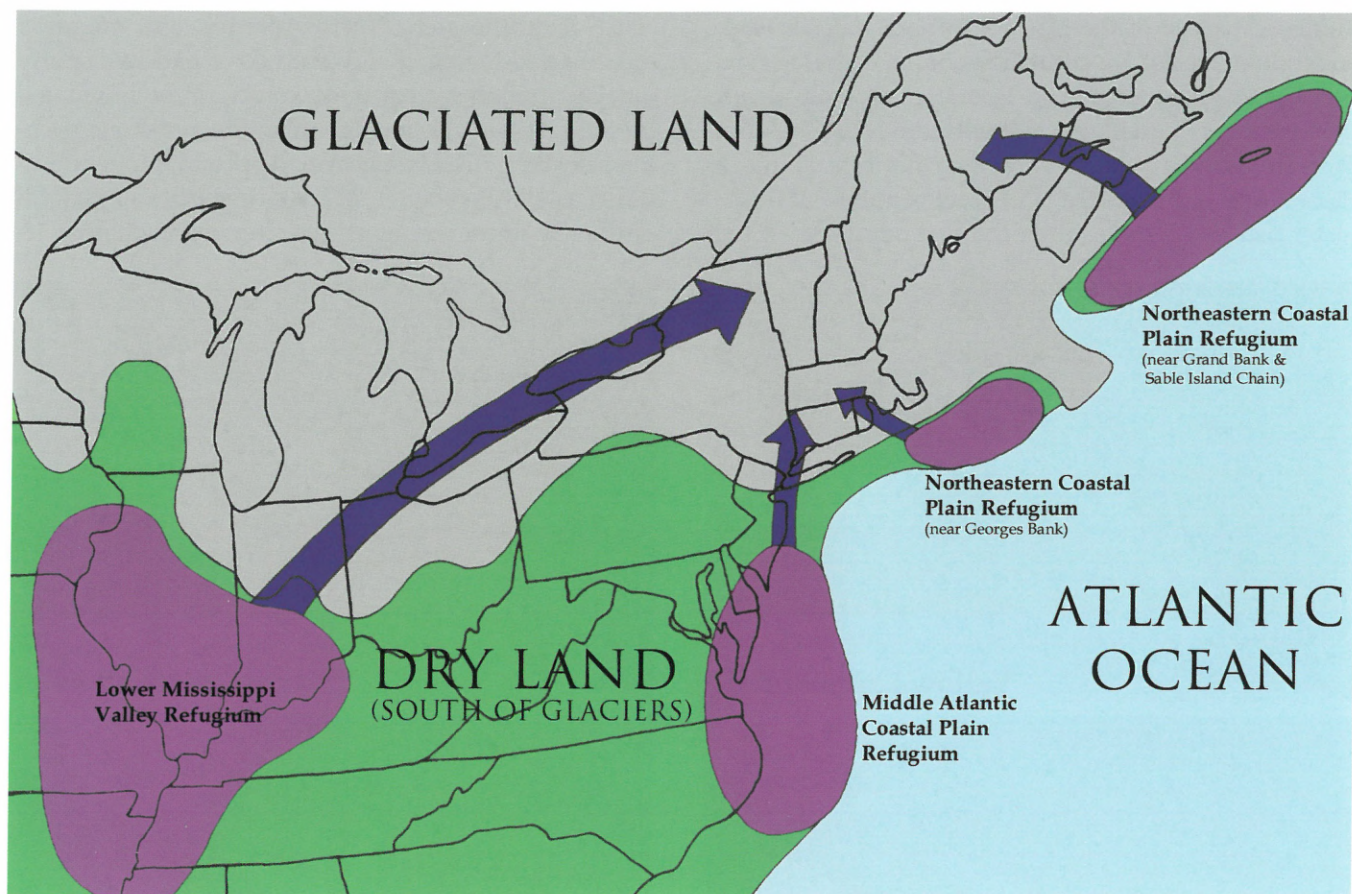 GLACIATED LAND
Northeastern Coastal
Plain Refugium
(near Grand Bank &
Sable Island Chain)
Northeastern Coastal
Plain Refugium
(near Georges Bank)
ATLANTIC
OCEAN
DRY LAND
(SOUTH OF GLACIERS)
Lower Mississippi
Valley Refugium
Middle Atlantic
Coastal Plain
Refugium